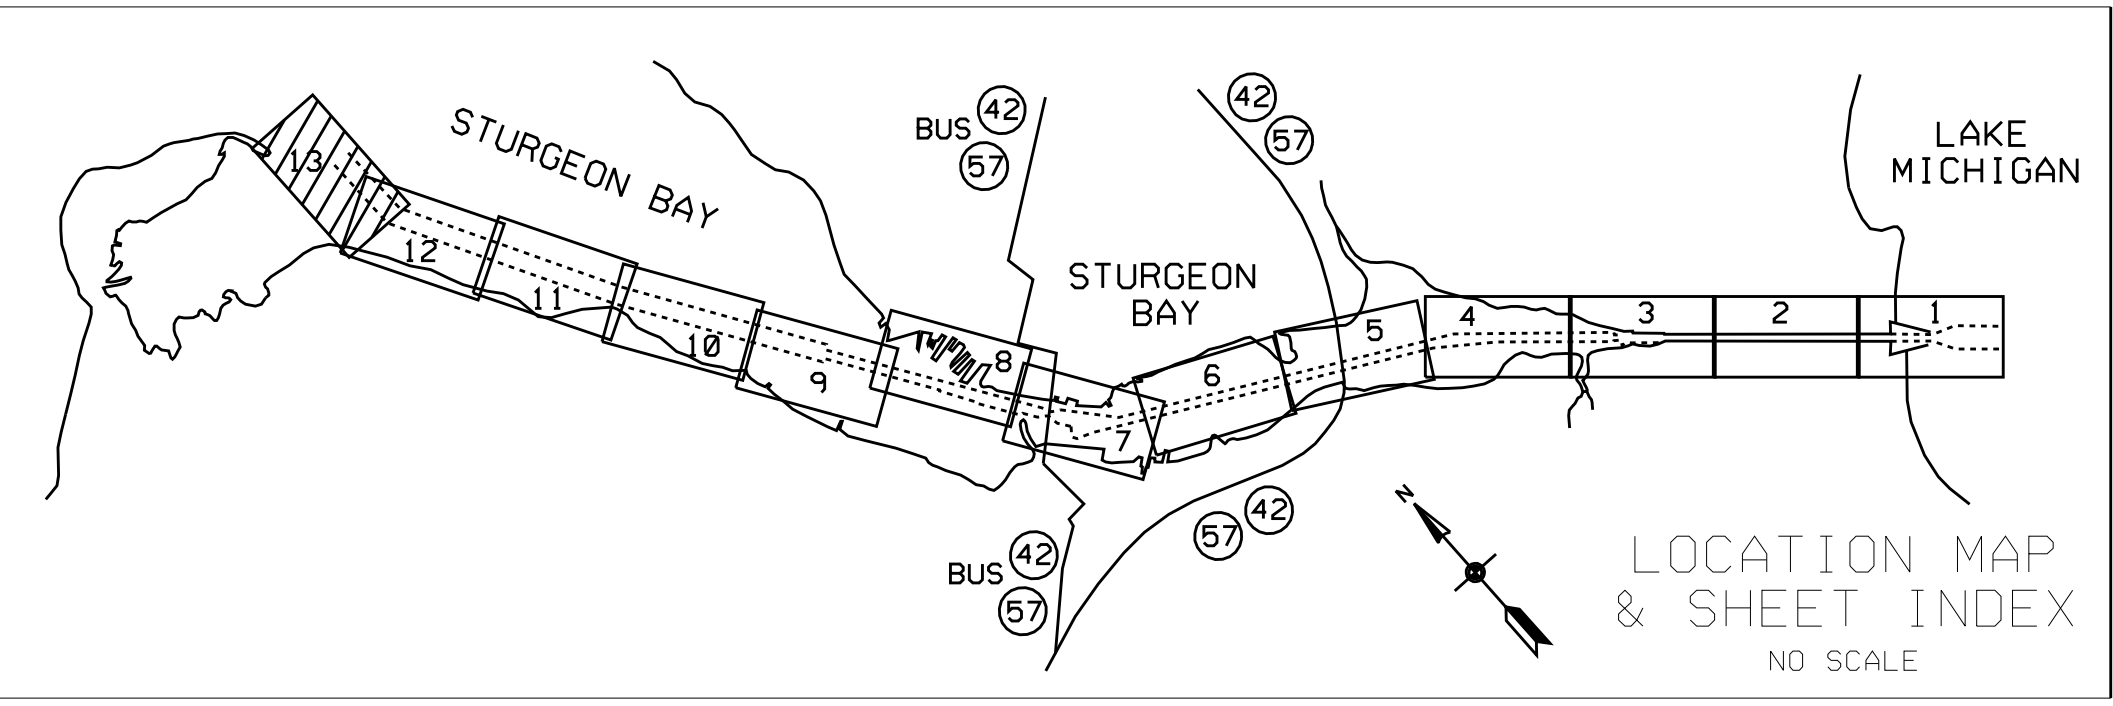 STURGEON BAY
BUS 42
57
42
57
LAKE
MICHIGAN
STURGEON
BAY
13
12
11
10
9
8
7
6
5
4
3
2
1
57 42
BUS 42
57
N
LOCATION MAP
& SHEET INDEX
NO SCALE